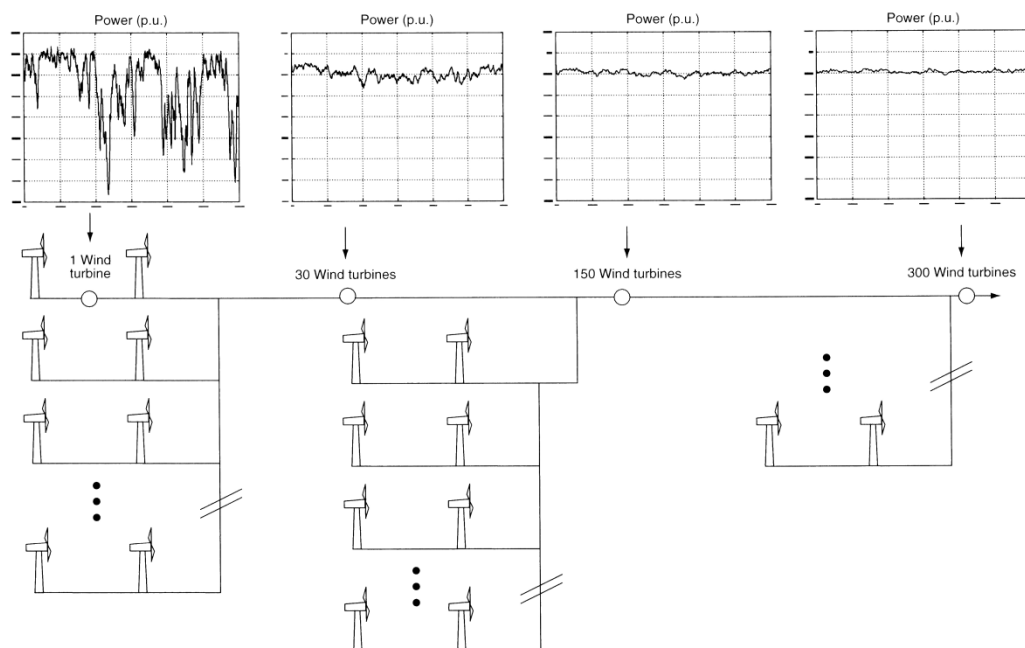 Power (p.u.)
Power (p.u.)
Power (p.u.)
Power (p.u.)
1 Wind
turbine
30 Wind turbines
150 Wind turbines
300 Wind turbines